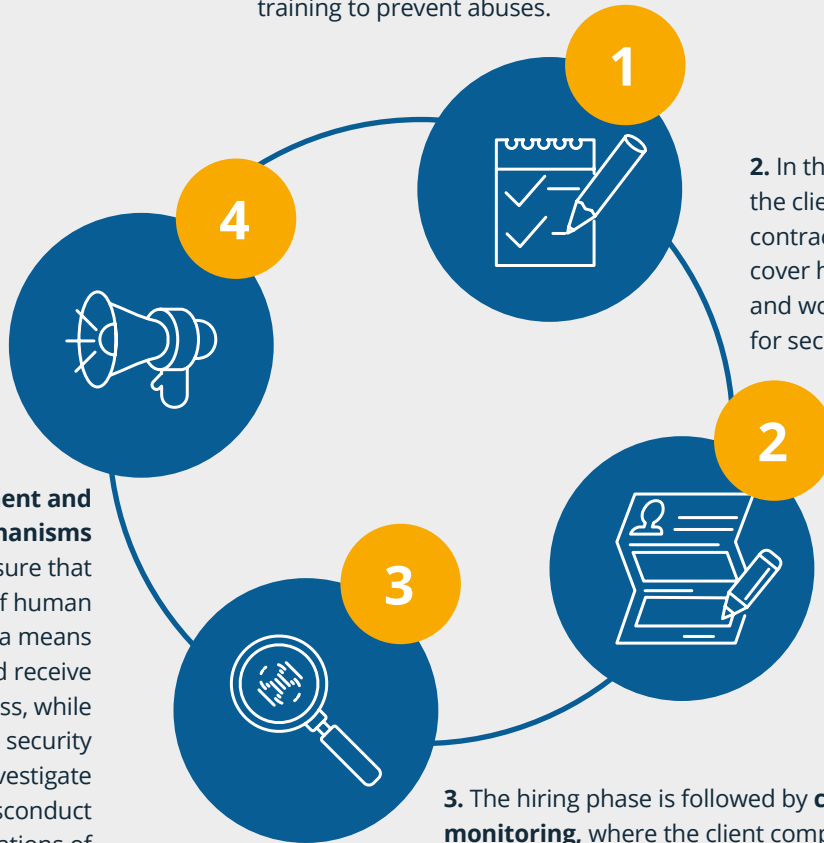 training to prevent abuses.
1
2. In th
the clie
contrac
cover h
and wo
for sec
2
3
3. The hiring phase is followed by c
monitoring, where the client comp
4
ent and
hanisms
sure that
f human
a means
d receive
ss, while
security
vestigate
sconduct
ations of